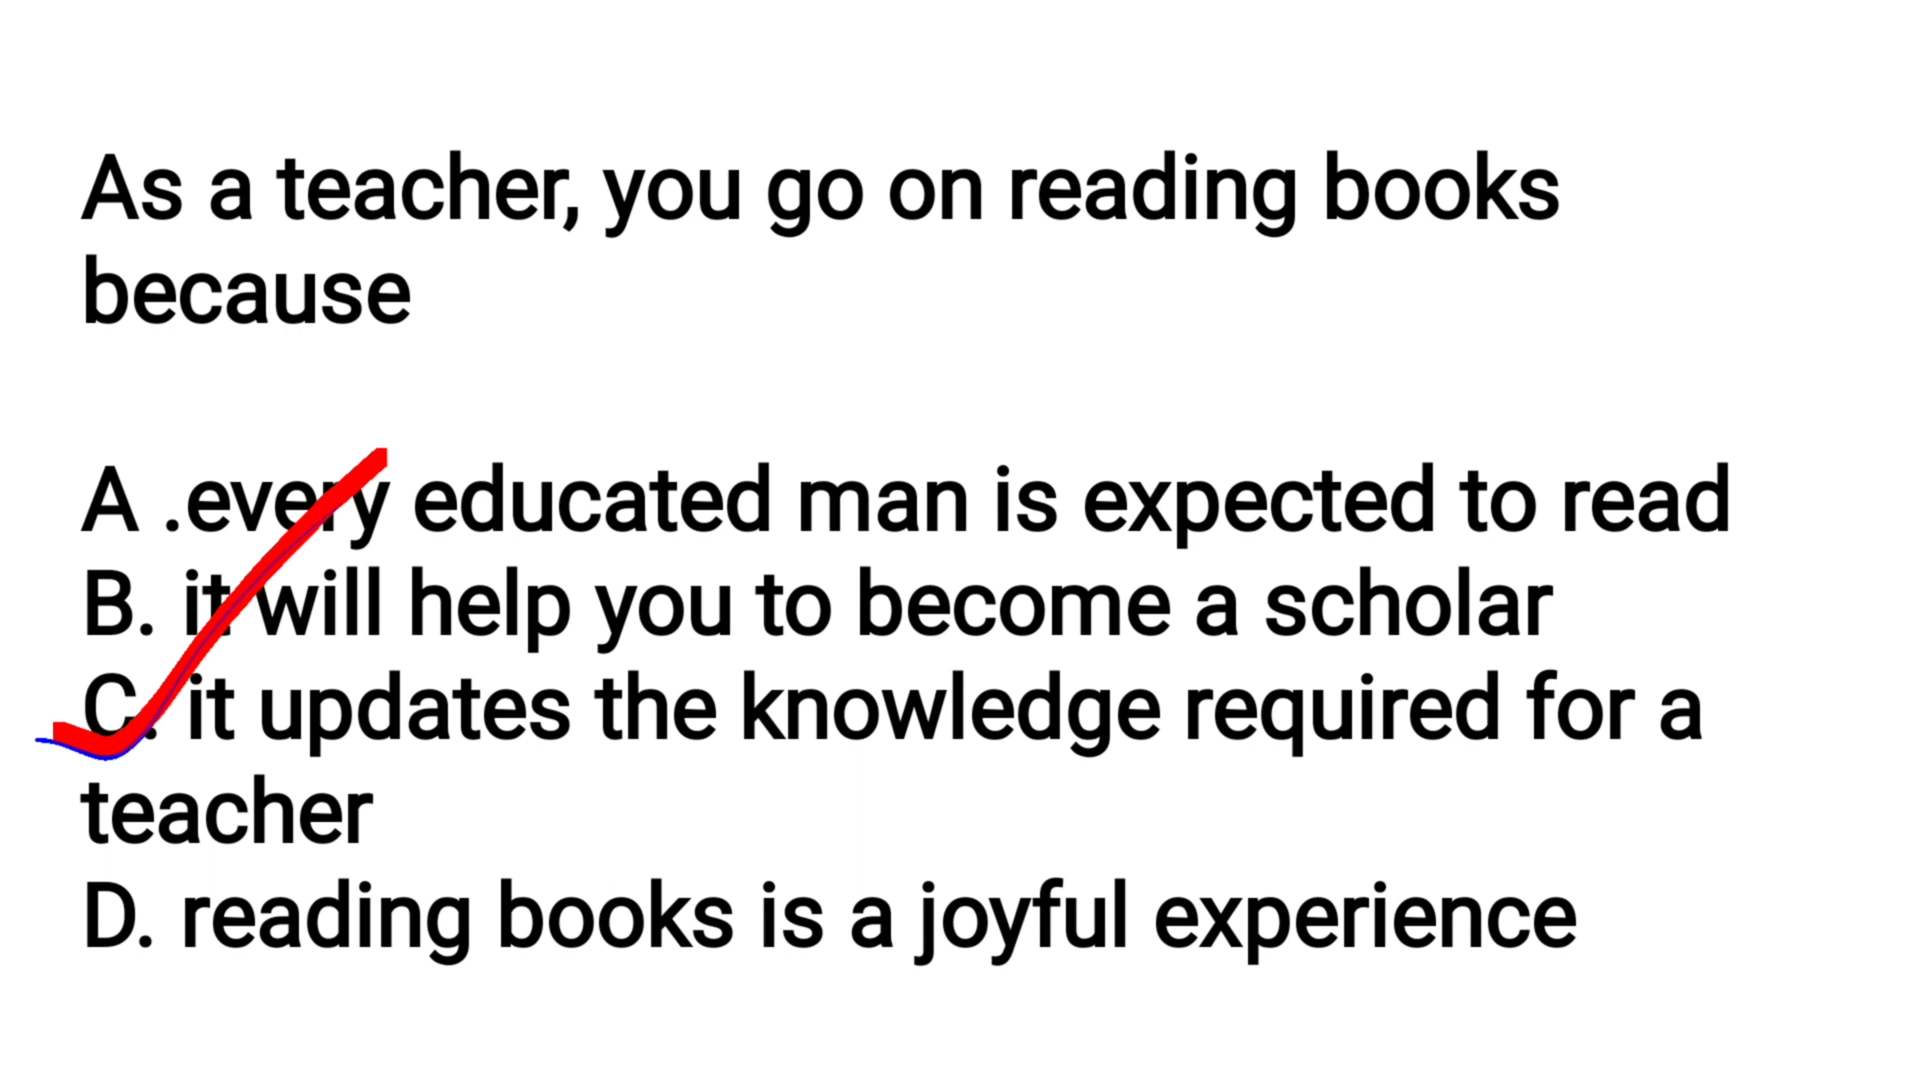 As a teacher, you go on reading books
because
A .every educated man is expected to read
B. it will help you to become a scholar
C. it updates the knowledge required for a
teacher
D. reading books is a joyful experience